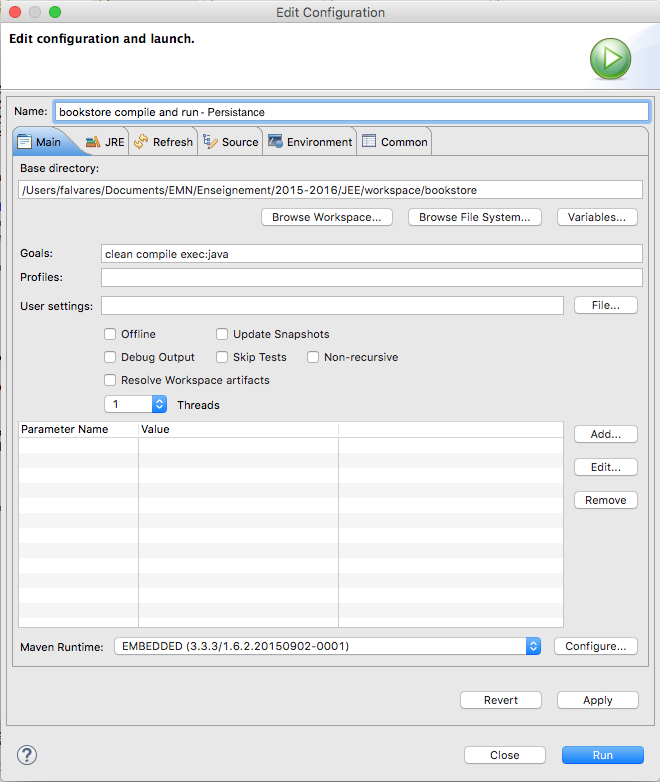 Edit Configuration
Edit configuration and launch.
Name: bookstore compile and run - Persistance
Main JRE Refresh Source Environment Common
Base directory:
/Users/falvares/Documents/EMN/Enseignement/2015-2016/JEE/workspace/bookstore
Browse Workspace... Browse File System... Variables...
Goals: clean compile exec:java
Profiles:
User settings: File...
Offline Update Snapshots
Debug Output Skip Tests Non-recursive
Resolve Workspace artifacts
1 Threads
Parameter Name Value Add...
Edit...
Remove
Maven Runtime: EMBEDDED (3.3.3/1.6.2.20150902-0001) Configure...
Revert Apply
? Close Run